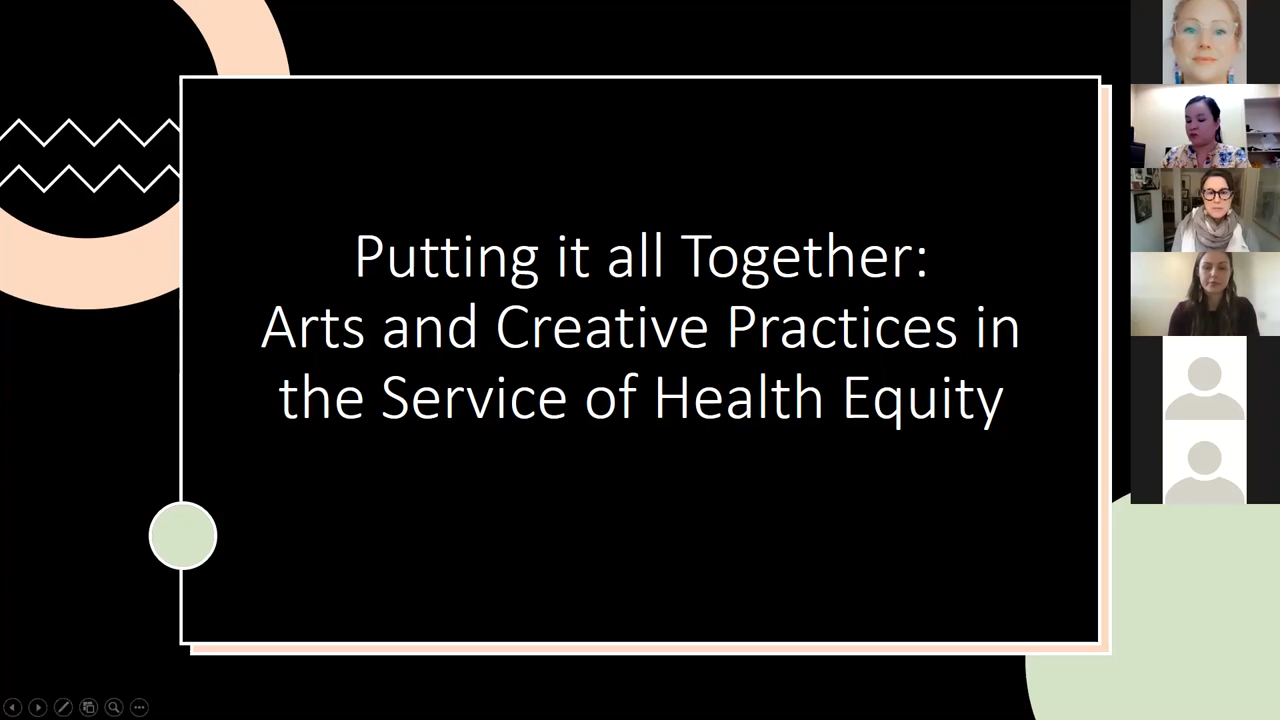 Putting it all Together:
Arts and Creative Practices in
the Service of Health Equity